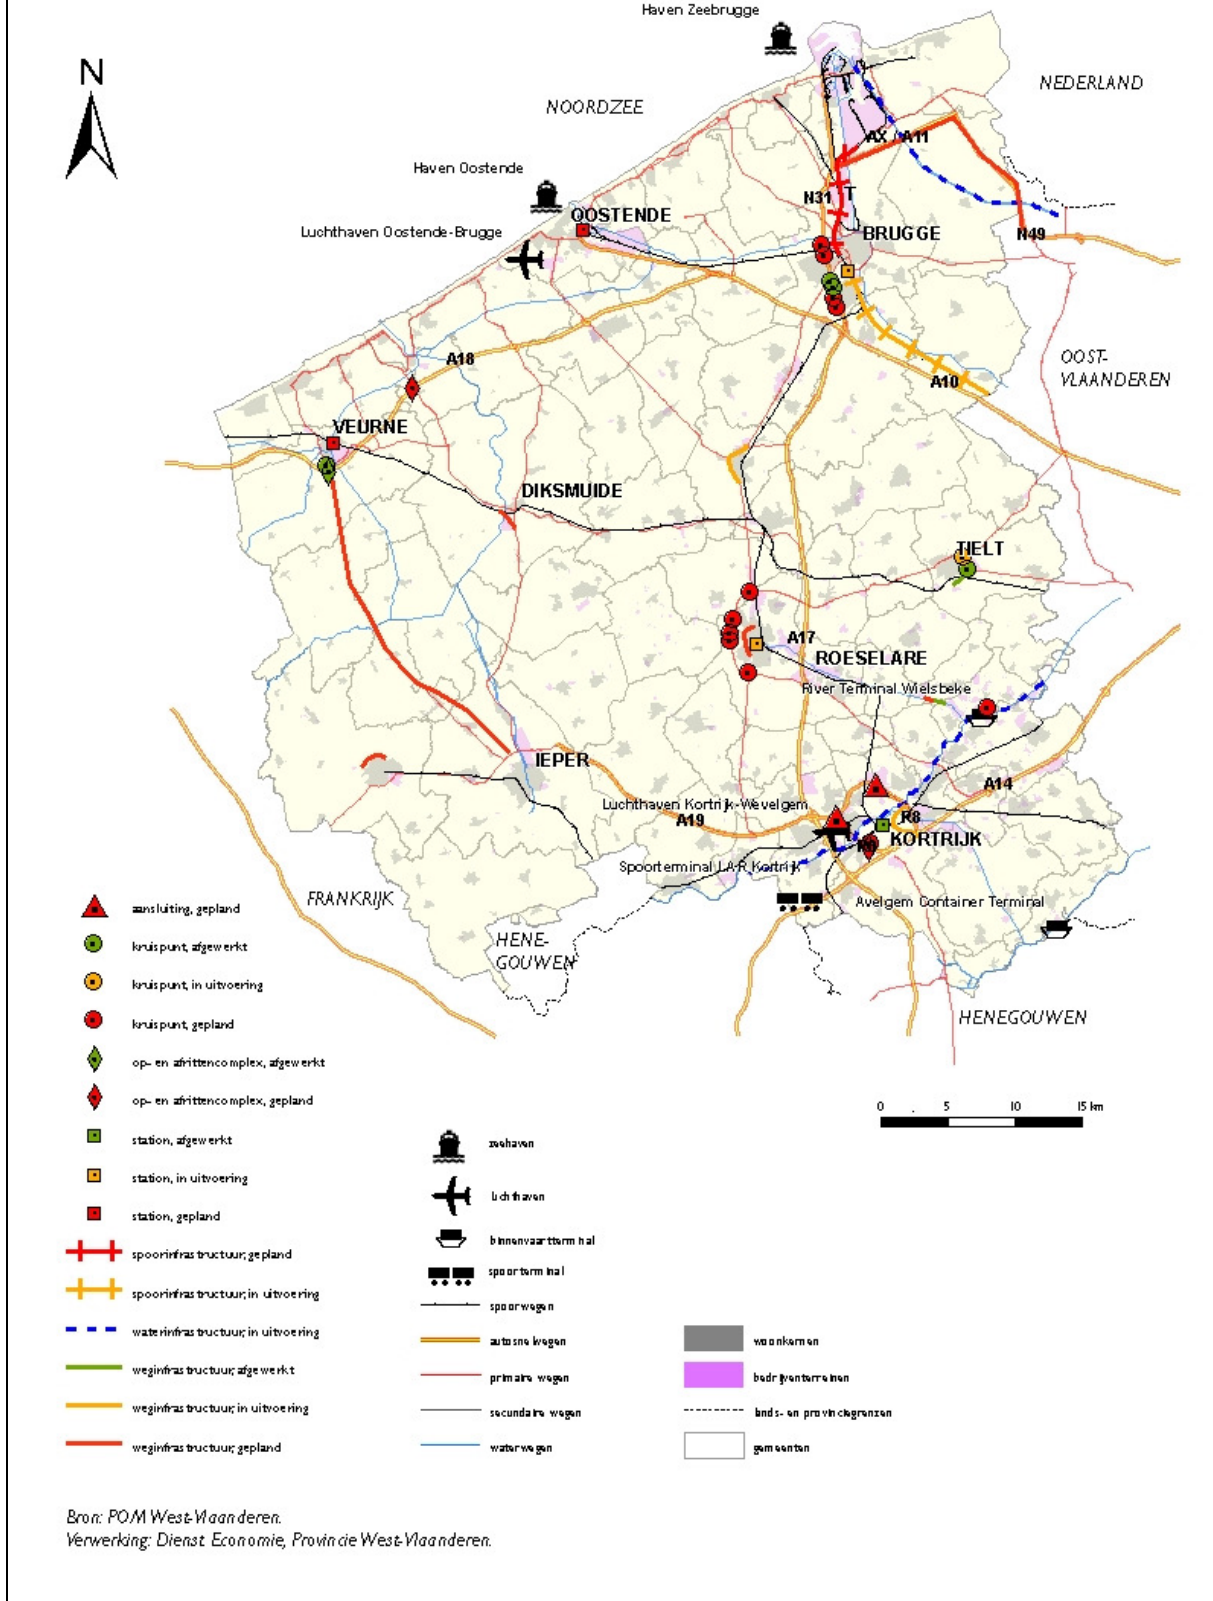 Haven Zeebrugge
N
NEDERLAND
NOORDZEE
AX / A11
Haven Oostende
N31
T
OOSTENDE
BRUGGE
Luchthaven Oostende-Brugge
N49
A18
OOST-
VLAANDEREN
A10
VEURNE
DIKSMUIDE
TIELT
A17
ROESELARE
River Terminal Wielsbeke
IEPER
A14
Luchthaven Kortrijk-Wevelgem
A19
R8
KORTRIJK
Spoorterminal LAR Kortrijk
FRANKRIJK
Avelgem Container Terminal
HENE-
GOUWEN
HENEGOUWEN
aansluiting, gepland
kruispunt, afgewerkt
kruispunt, in uitvoering
kruispunt, gepland
op- en afrittencomplex, afgewerkt
op- en afrittencomplex, gepland
station, afgewerkt
station, in uitvoering
station, gepland
spoorinfrastructuur, gepland
spoorinfrastructuur, in uitvoering
waterinfrastructuur, in uitvoering
weginfrastructuur, afgewerkt
weginfrastructuur, in uitvoering
weginfrastructuur, gepland
zeehaven
luchthaven
binnenvaartterminal
spoorterminal
spoorwegen
autosnelwegen
primaire wegen
secundaire wegen
waterwegen
woonkernen
bedrijventerreinen
lands- en provinciegrenzen
gemeenten
0 5 10 15 km
Bron: POM West-Vlaanderen.
Verwerking: Dienst Economie, Provincie West-Vlaanderen.